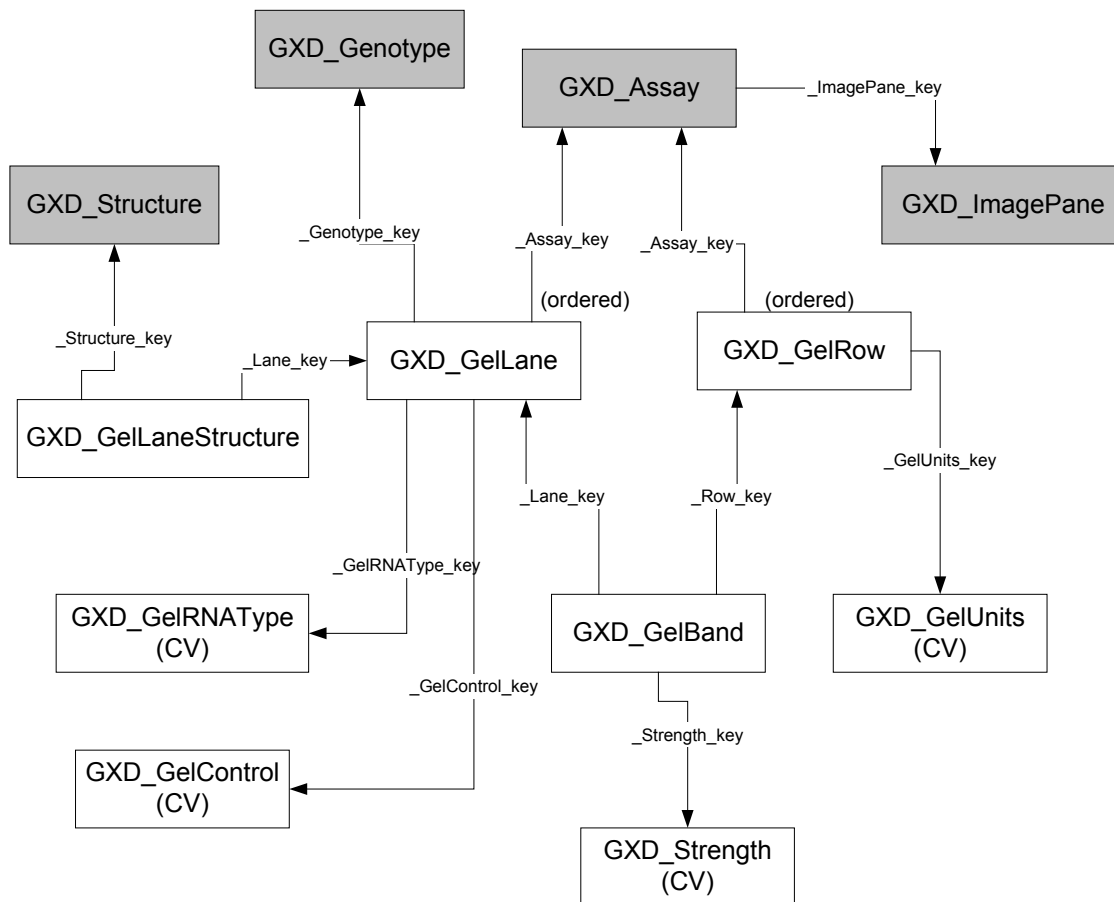 GXD_Genotype
GXD_Assay
_ImagePane_key
GXD_Structure
GXD_ImagePane
_Genotype_key
_Assay_key
_Assay_key
(ordered)
(ordered)
_Structure_key
_Lane_key
GXD_GelLane
GXD_GelRow
GXD_GelLaneStructure
_GelUnits_key
_Lane_key
_Row_key
_GelRNAType_key
GXD_GelRNAType
(CV)
GXD_GelBand
GXD_GelUnits
(CV)
_GelControl_key
_Strength_key
GXD_GelControl
(CV)
GXD_Strength
(CV)